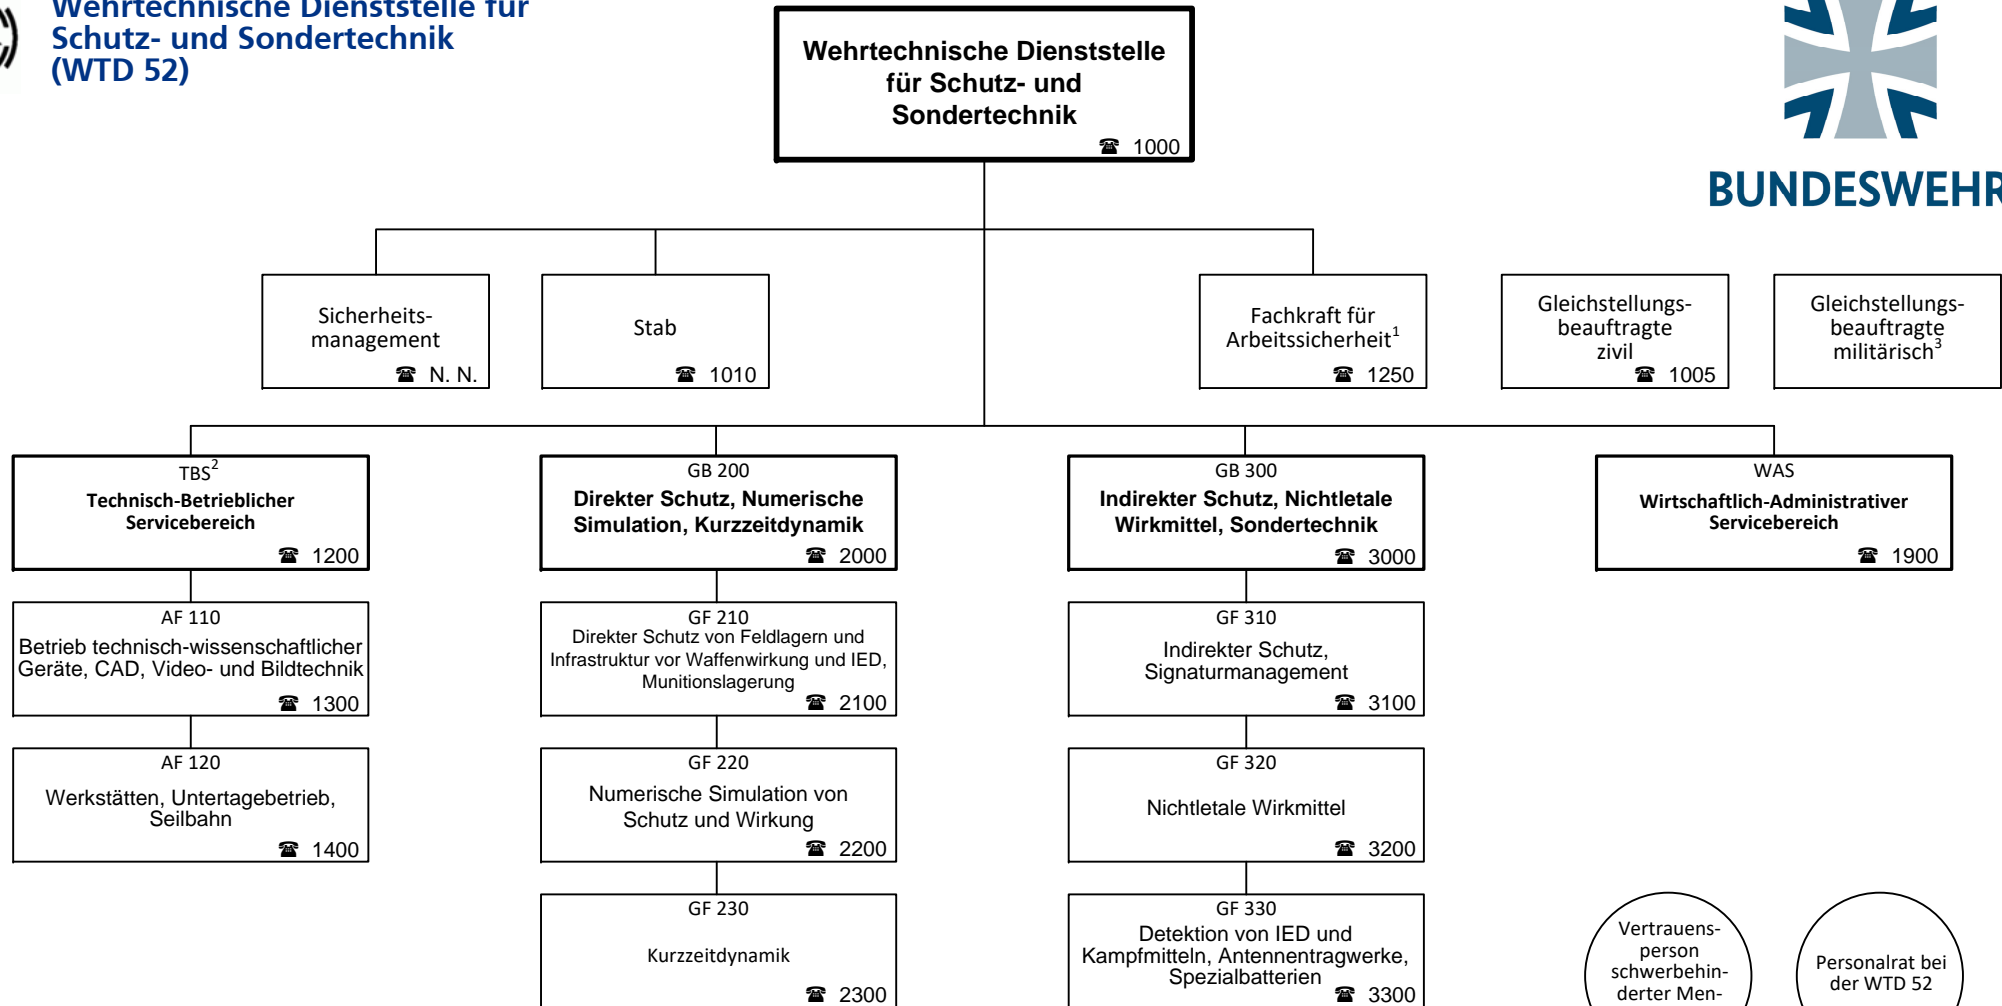 Wehrtechnische Dienststelle für
Schutz- und Sondertechnik
(WTD 52)
Wehrtechnische Dienststelle
für Schutz- und
Sondertechnik
☎ 1000
BUNDESWEHR
Sicherheits-
management
☎ N. N.
Stab
☎ 1010
Fachkraft für
Arbeitssicherheit¹
☎ 1250
Gleichstellungs-
beauftragte
zivil
☎ 1005
Gleichstellungs-
beauftragte
militärisch³
TBS²
Technisch-Betrieblicher
Servicebereich
☎ 1200
GB 200
Direkter Schutz, Numerische
Simulation, Kurzzeitdynamik
☎ 2000
GB 300
Indirekter Schutz, Nichtletale
Wirkmittel, Sondertechnik
☎ 3000
WAS
Wirtschaftlich-Administrativer
Servicebereich
☎ 1900
AF 110
Betrieb technisch-wissenschaftlicher
Geräte, CAD, Video- und Bildtechnik
☎ 1300
GF 210
Direkter Schutz von Feldlagern und
Infrastruktur vor Waffenwirkung und IED,
Munitionslagerung
☎ 2100
GF 310
Indirekter Schutz,
Signaturmanagement
☎ 3100
AF 120
Werkstätten, Untertagebetrieb,
Seilbahn
☎ 1400
GF 220
Numerische Simulation von
Schutz und Wirkung
☎ 2200
GF 320
Nichtletale Wirkmittel
☎ 3200
GF 230
Kurzzeitdynamik
☎ 2300
GF 330
Detektion von IED und
Kampfmitteln, Antennentragwerke,
Spezialbatterien
☎ 3300
Vertrauens-
person
schwerbehin-
derter Men-
Personalrat bei
der WTD 52